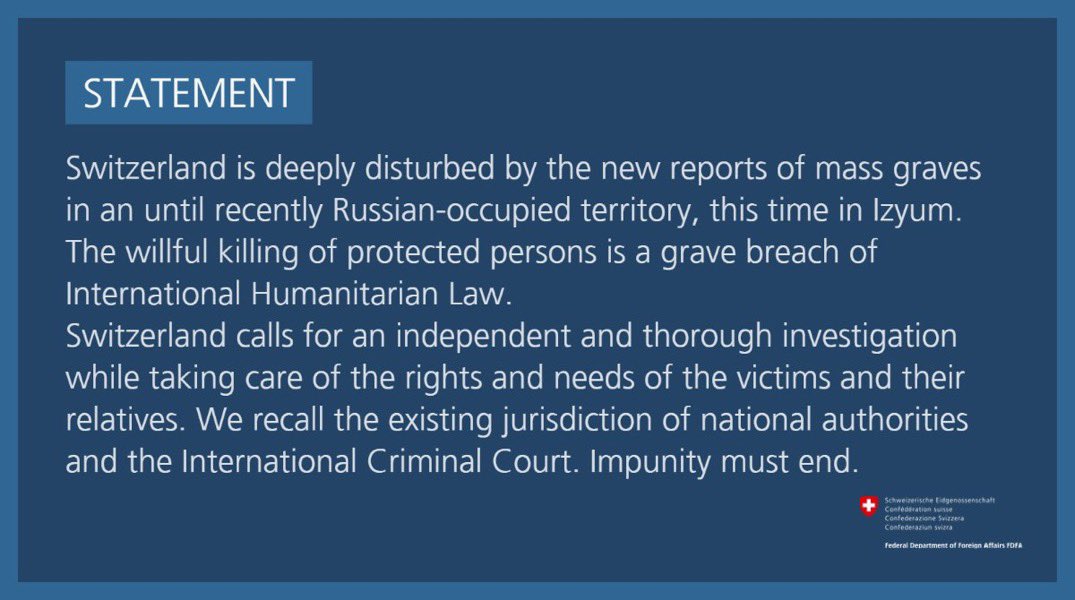 STATEMENT
Switzerland is deeply disturbed by the new reports of mass graves
in an until recently Russian-occupied territory, this time in Izyum.
The willful killing of protected persons is a grave breach of
International Humanitarian Law.
Switzerland calls for an independent and thorough investigation
while taking care of the rights and needs of the victims and their
relatives. We recall the existing jurisdiction of national authorities
and the International Criminal Court. Impunity must end.
Schweizerische Eidgenossenschaft
Confédération suisse
Confederazione Svizzera
Confederaziun svizra
Federal Department of Foreign Affairs FDFA